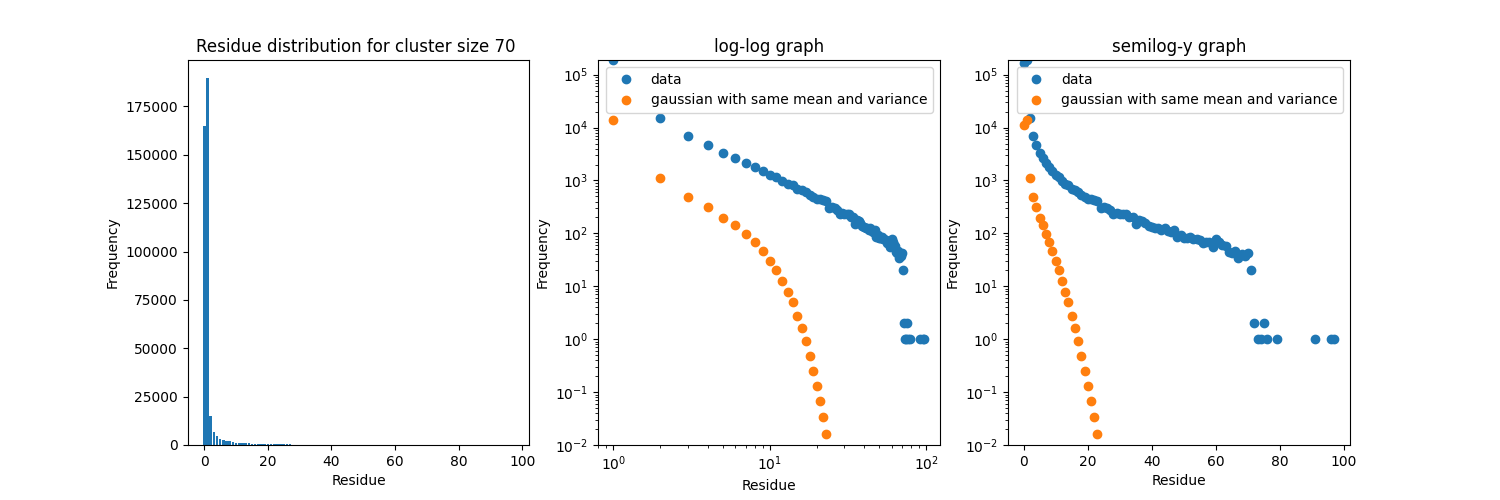 Residue distribution for cluster size 70
Frequency
175000
150000
125000
100000
75000
50000
25000
0
0 20 40 60 80 100
Residue
log-log graph
data
gaussian with same mean and variance
Frequency
10^5
10^4
10^3
10^2
10^1
10^0
10^-1
10^-2
10^0 10^1 10^2
Residue
semilog-y graph
data
gaussian with same mean and variance
Frequency
10^5
10^4
10^3
10^2
10^1
10^0
10^-1
10^-2
0 20 40 60 80 100
Residue